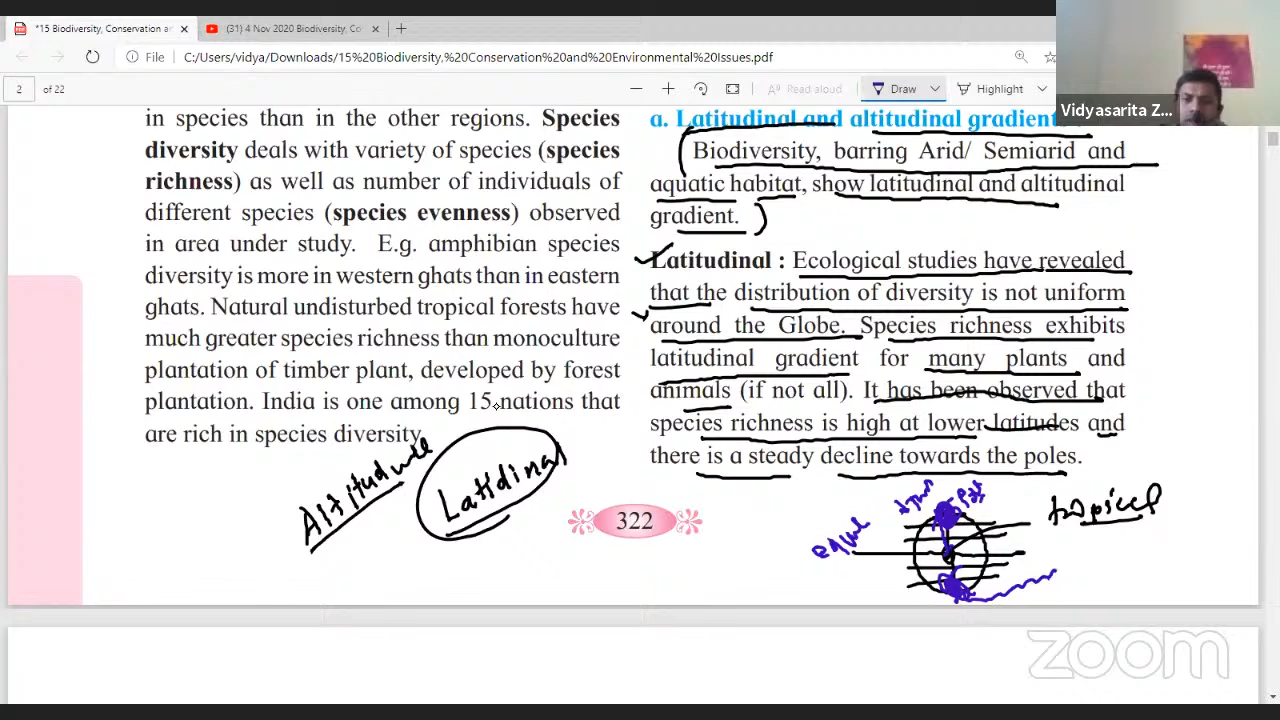 *15 Biodiversity, Conservation an
(31) 4 Nov 2020 Biodiversity, Co
File
C:/Users/vidya/Downloads/15%20Biodiversity,%20Conservation%20and%20Environmental%20Issues.pdf
2 of 22
Read aloud
Draw
Highlight
Vidyasarita Z...
in species than in the other regions. Species
diversity deals with variety of species (species
richness) as well as number of individuals of
different species (species evenness) observed
in area under study. E.g. amphibian species
diversity is more in western ghats than in eastern
ghats. Natural undisturbed tropical forests have
much greater species richness than monoculture
plantation of timber plant, developed by forest
plantation. India is one among 15 nations that
are rich in species diversity.
Latidinal
322
a. Latitudinal and altitudinal gradient
Biodiversity, barring Arid/ Semiarid and
aquatic habitat, show latitudinal and altitudinal
gradient.
Latitudinal : Ecological studies have revealed
that the distribution of diversity is not uniform
around the Globe. Species richness exhibits
latitudinal gradient for many plants and
animals (if not all). It has been observed that
species richness is high at lower latitudes and
there is a steady decline towards the poles.
tropical
zoom